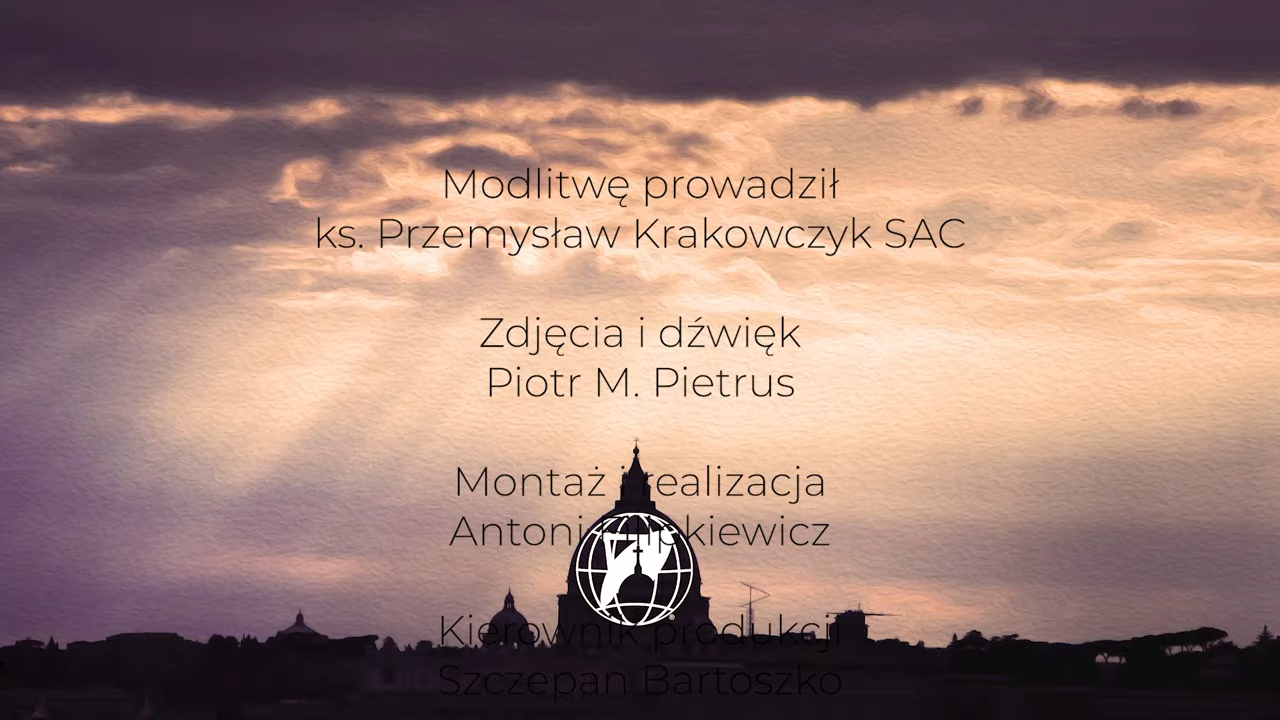 Modlitwę prowadził
ks. Przemysław Krakowczyk SAC
Zdjęcia i dźwięk
Piotr M. Pietrus
Montaż i realizacja
Antoni
Kierownik produkcji
Szczepan Bartoszko